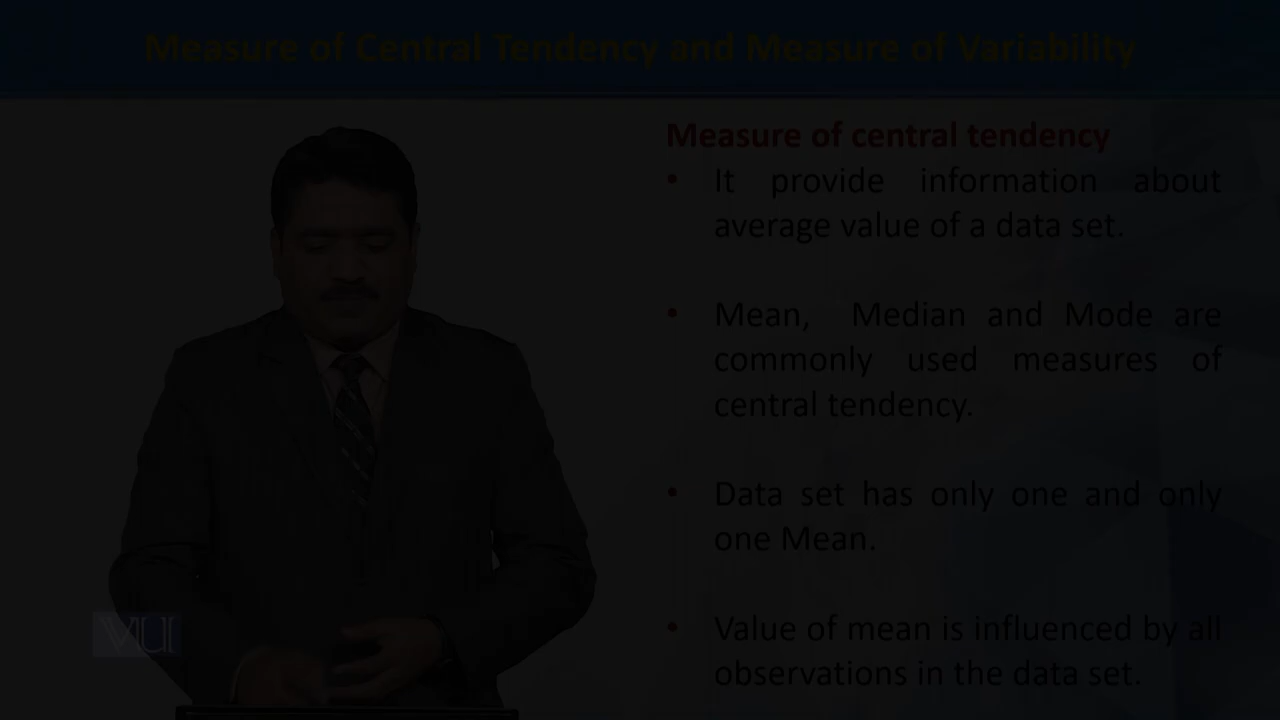 Measure of Central Tendency and Measure of Variability
Measure of central tendency
• It provide information about
average value of a data set.
• Mean, Median and Mode are
commonly used measures of
central tendency.
• Data set has only one and only
one Mean.
• Value of mean is influenced by all
observations in the data set.
VU